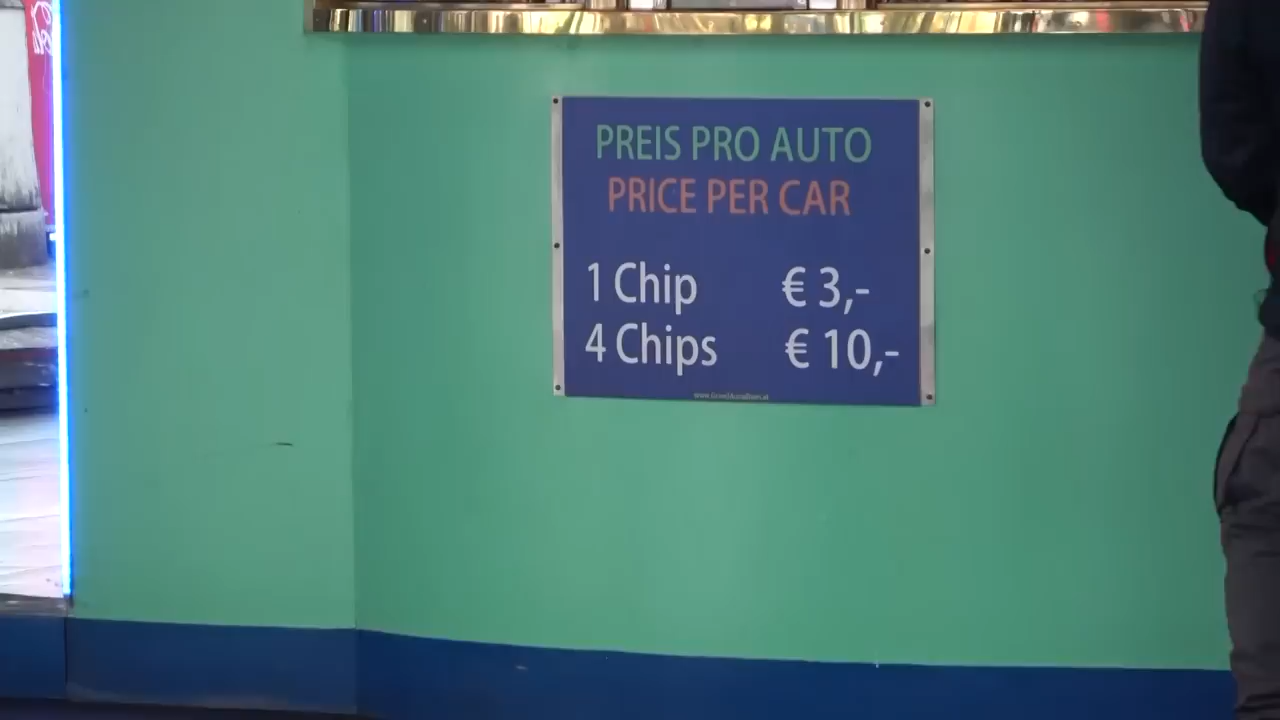 PREIS PRO AUTO
PRICE PER CAR
1 Chip € 3,-
4 Chips € 10,-